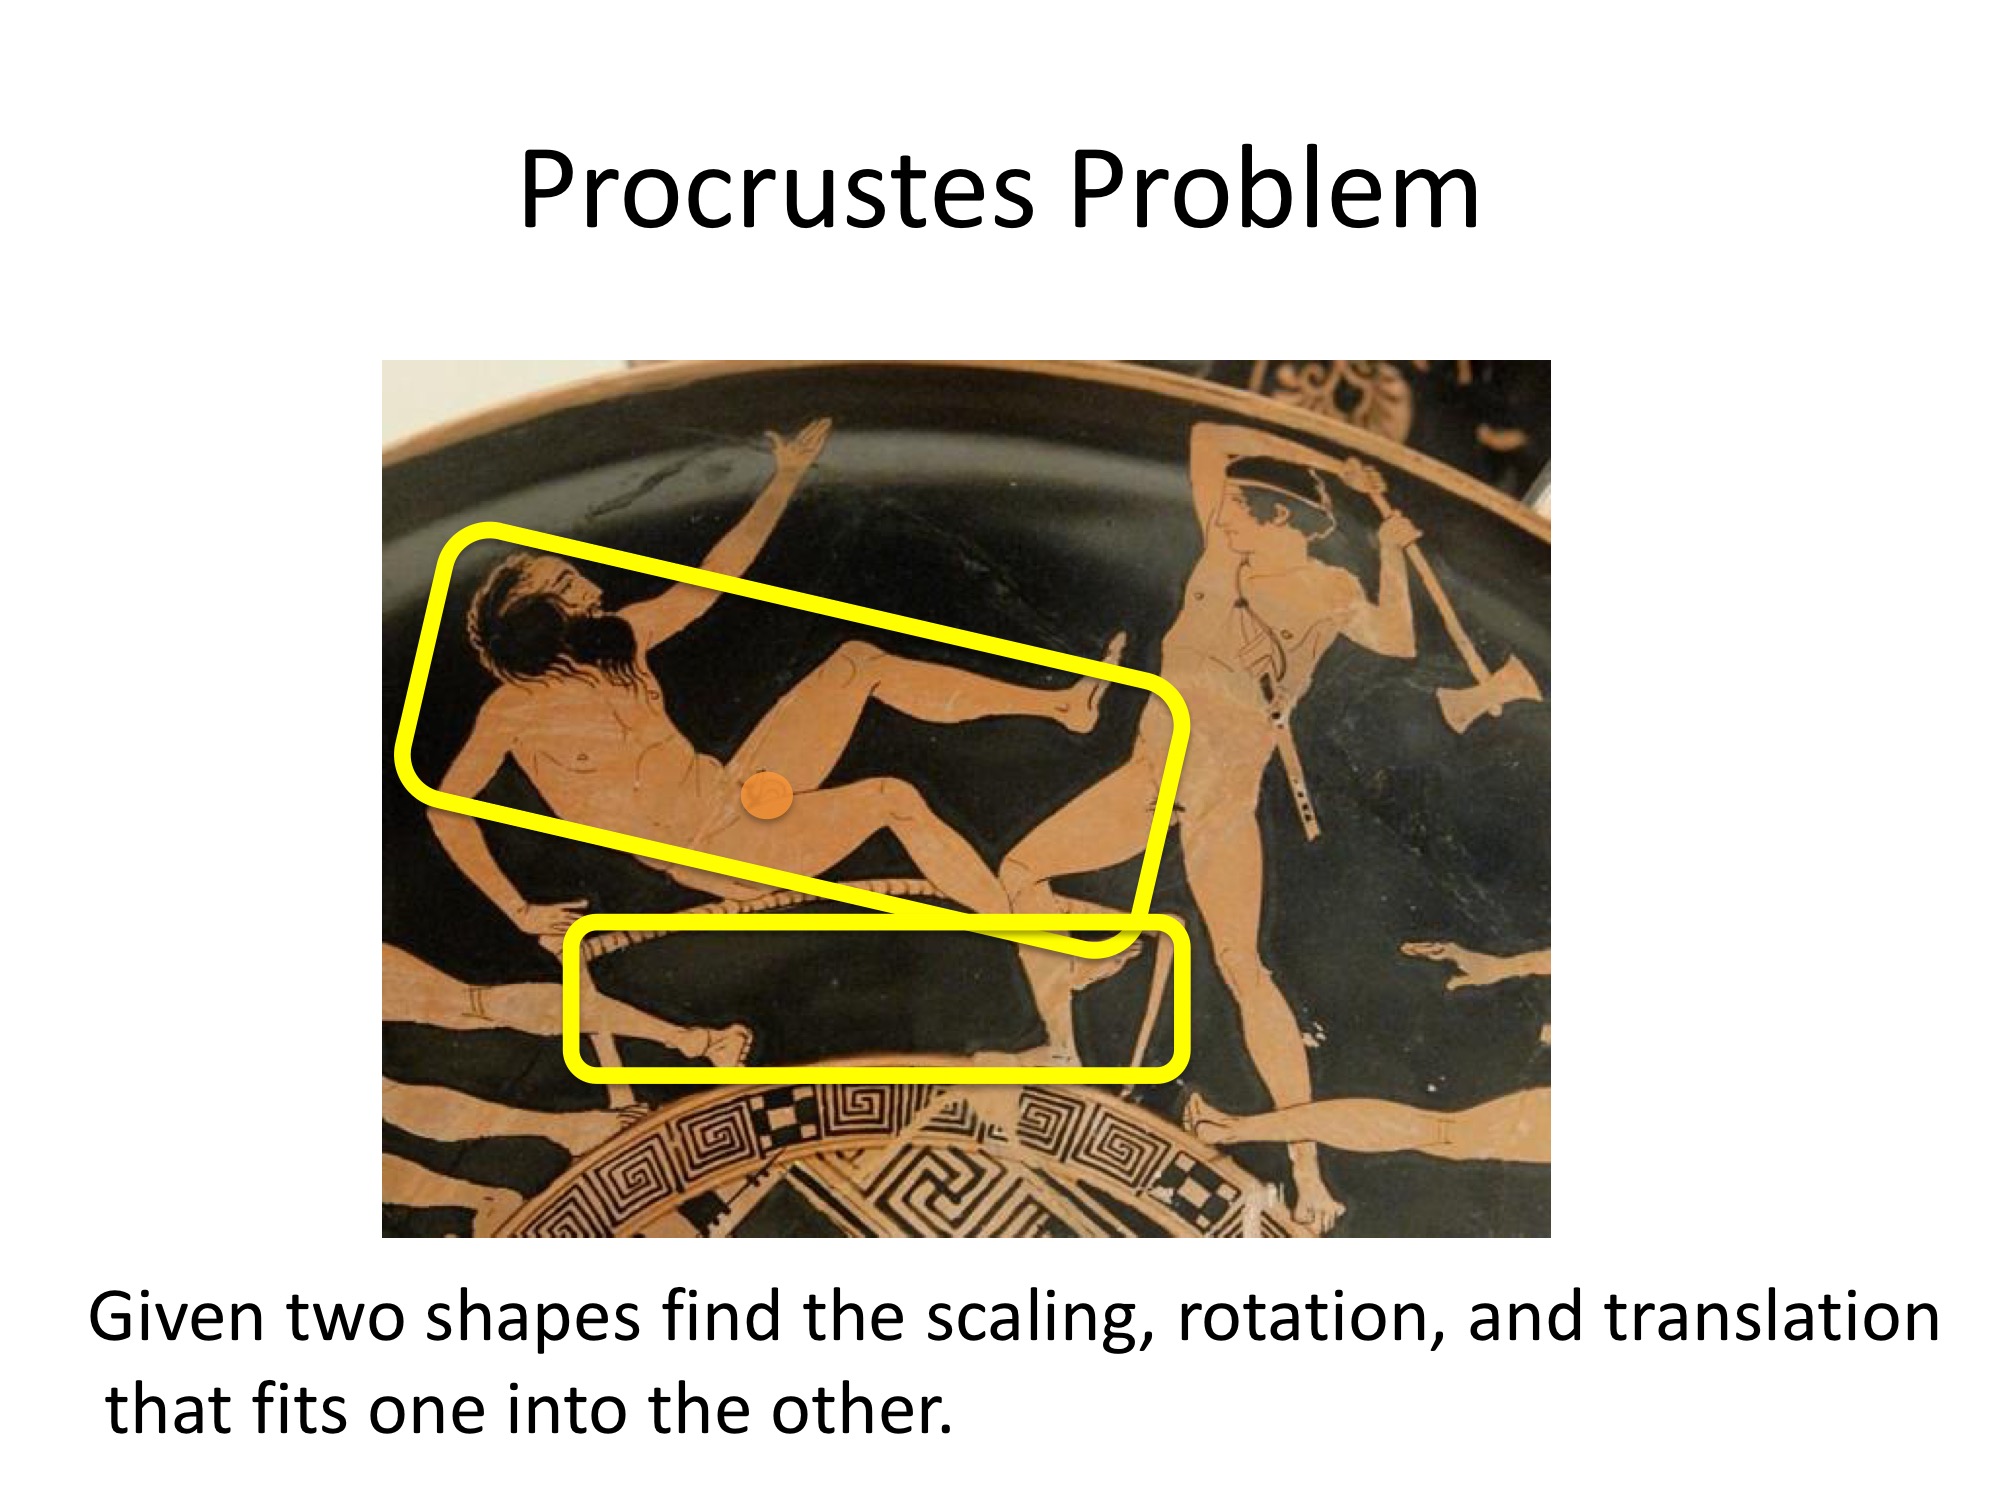 Procrustes Problem
Given two shapes find the scaling, rotation, and translation
that fits one into the other.